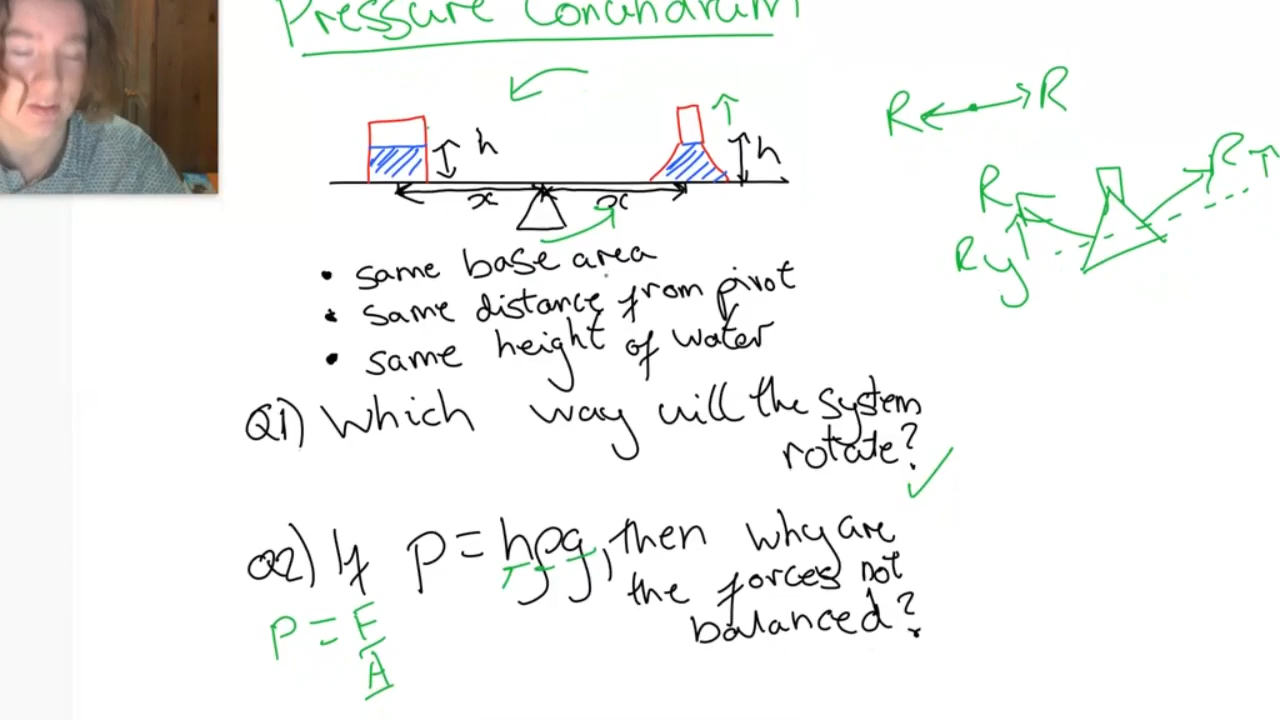 Pressure Conundrum
h
h
x
x
R
R
R
R
Ry
• same base area
• same distance from pivot
• same height of water
Q1) Which way will the system
rotate?
Q2) If P = hρg, then why are
the forces not
balanced?
P = F
A